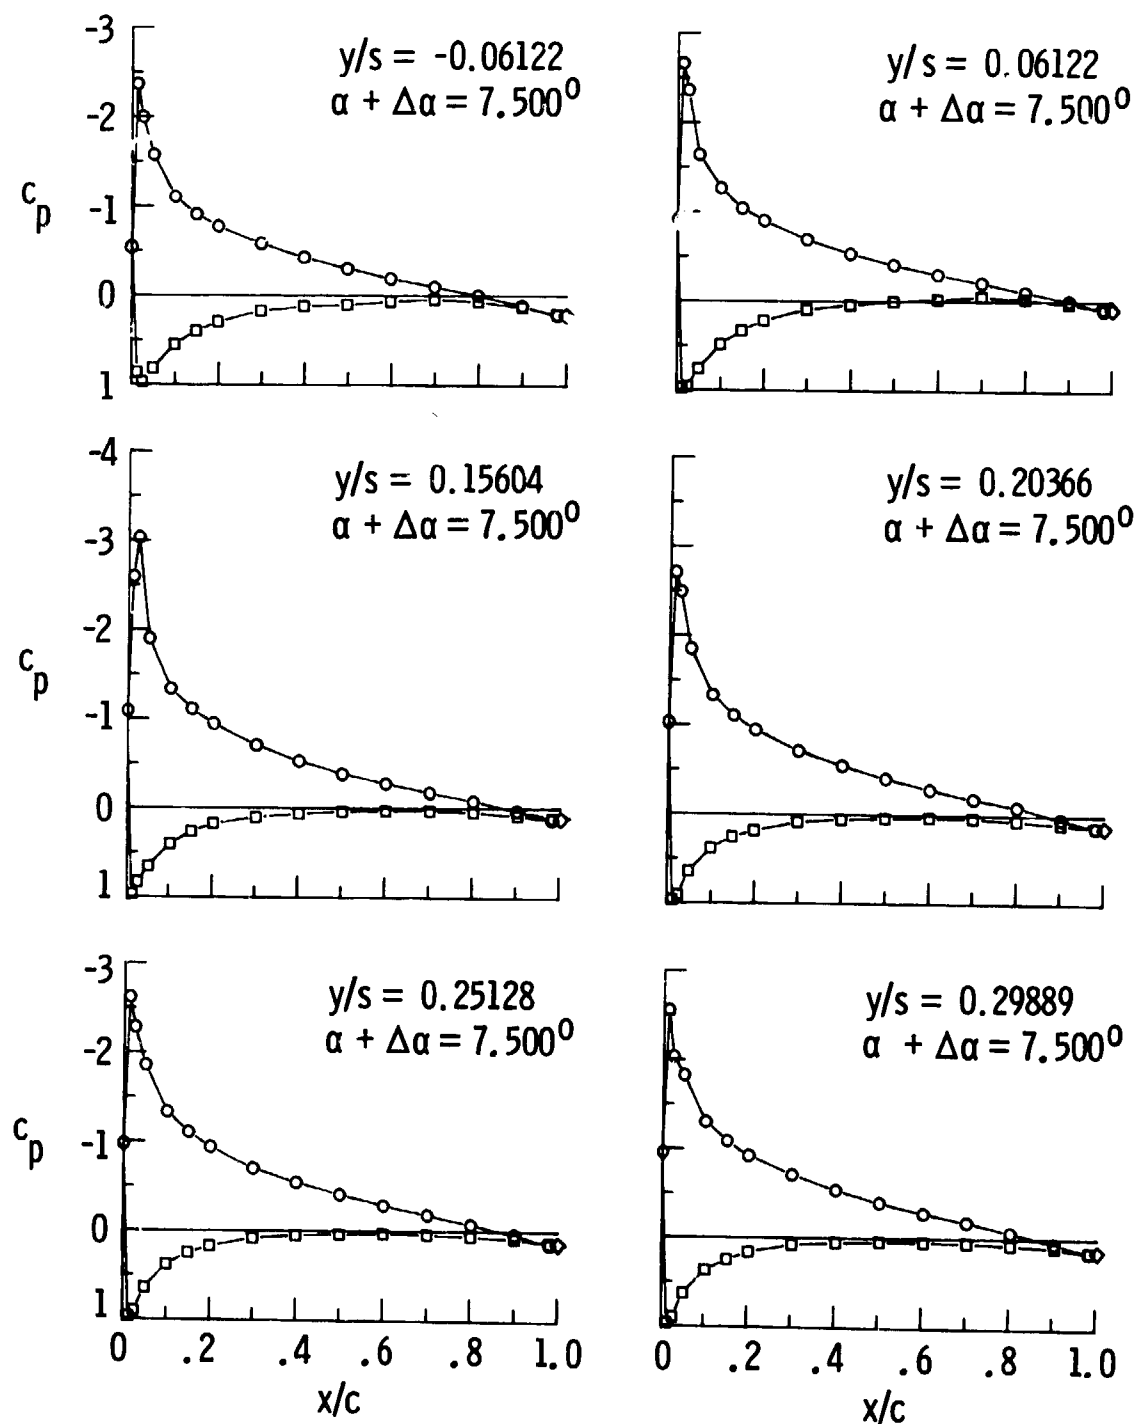 -3
-2
-1
0
1
c_p
y/s = -0.06122
α + Δα = 7.500⁰
y/s = 0.06122
α + Δα = 7.500⁰
-4
-3
-2
-1
0
1
c_p
y/s = 0.15604
α + Δα = 7.500⁰
y/s = 0.20366
α + Δα = 7.500⁰
-3
-2
-1
0
1
c_p
y/s = 0.25128
α + Δα = 7.500⁰
y/s = 0.29889
α + Δα = 7.500⁰
0 .2 .4 .6 .8 1.0
x/c
0 .2 .4 .6 .8 1.0
x/c